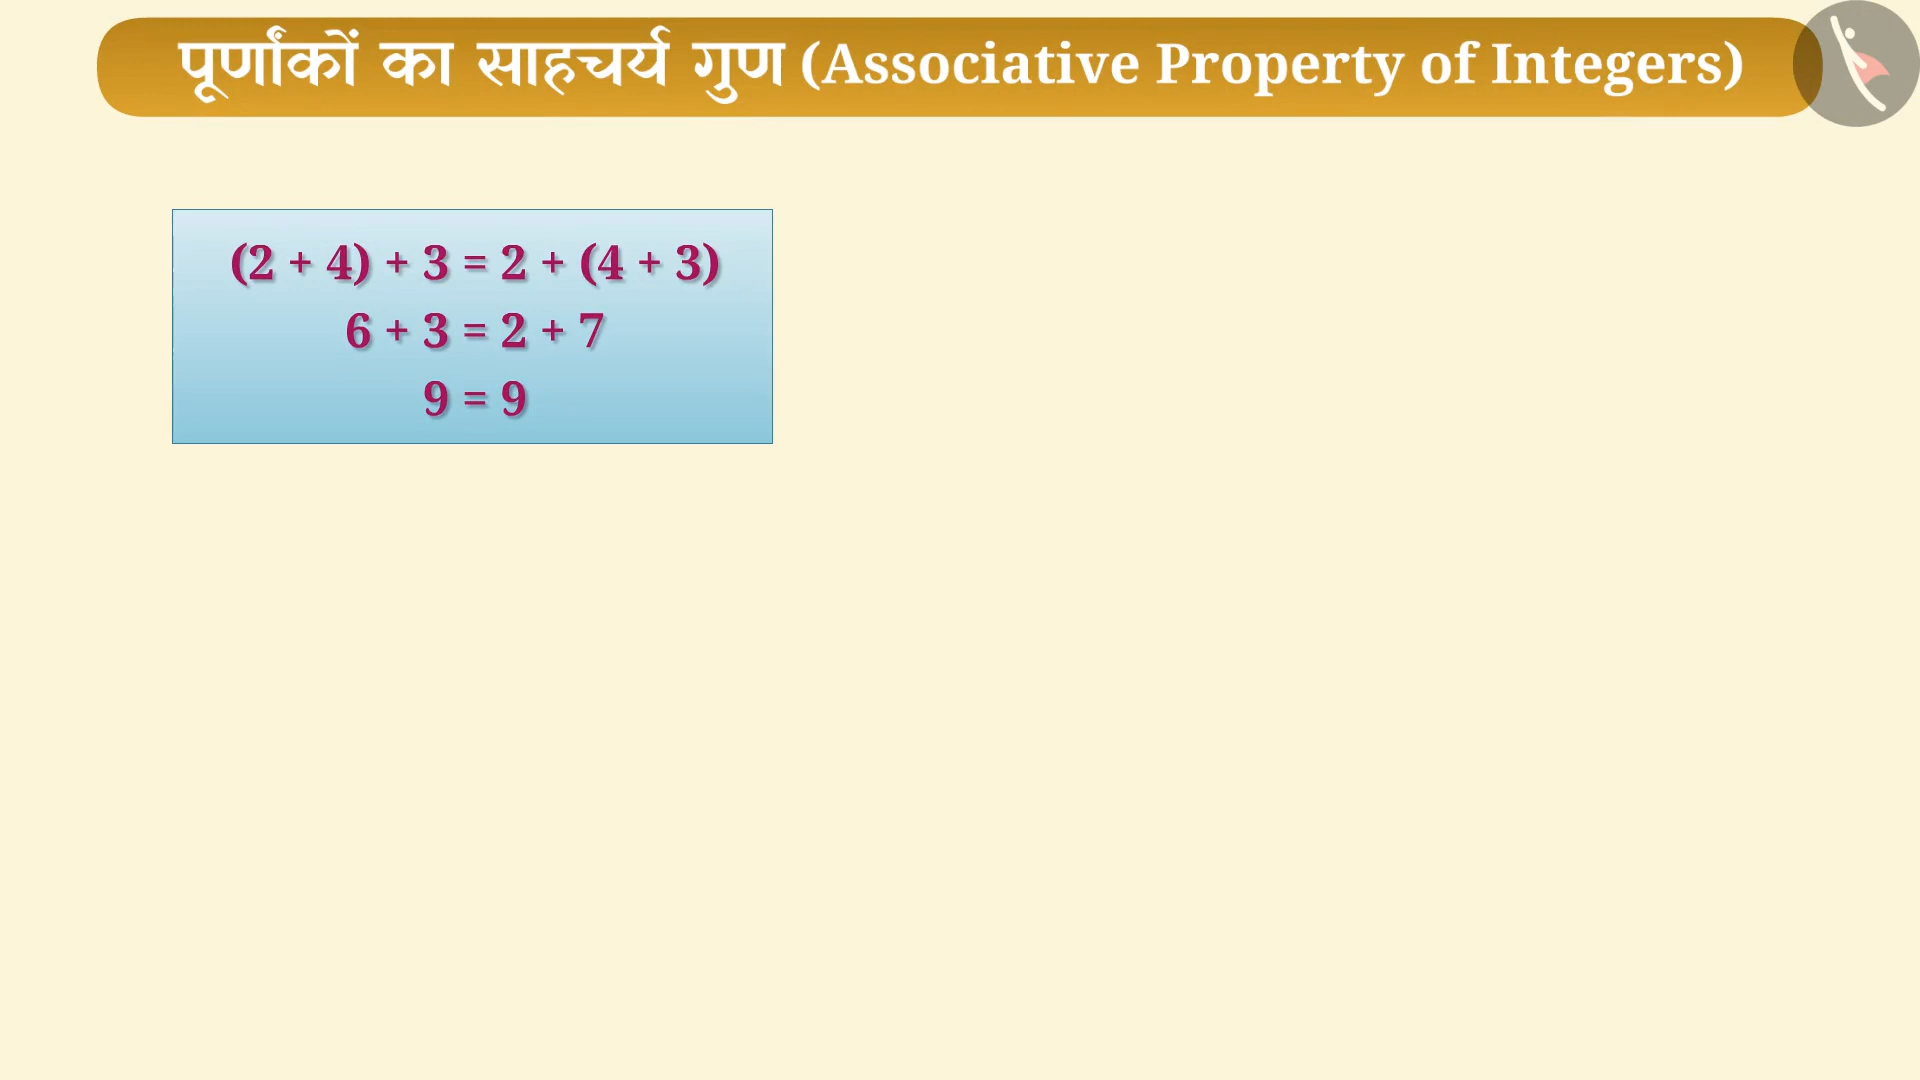 पूर्णांकों का साहचर्य गुण (Associative Property of Integers)
(2 + 4) + 3 = 2 + (4 + 3)
6 + 3 = 2 + 7
9 = 9